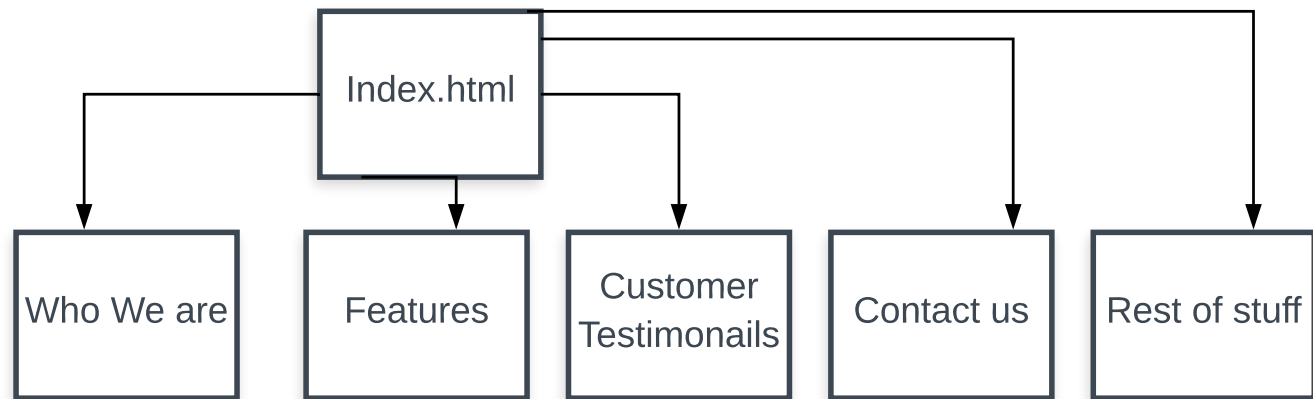 Index.html
Who We are
Features
Customer
Testimonails
Contact us
Rest of stuff